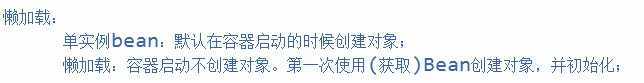 懒加载：
单实例bean：默认在容器启动的时候创建对象；
懒加载：容器启动不创建对象。第一次使用(获取)Bean创建对象，并初始化；